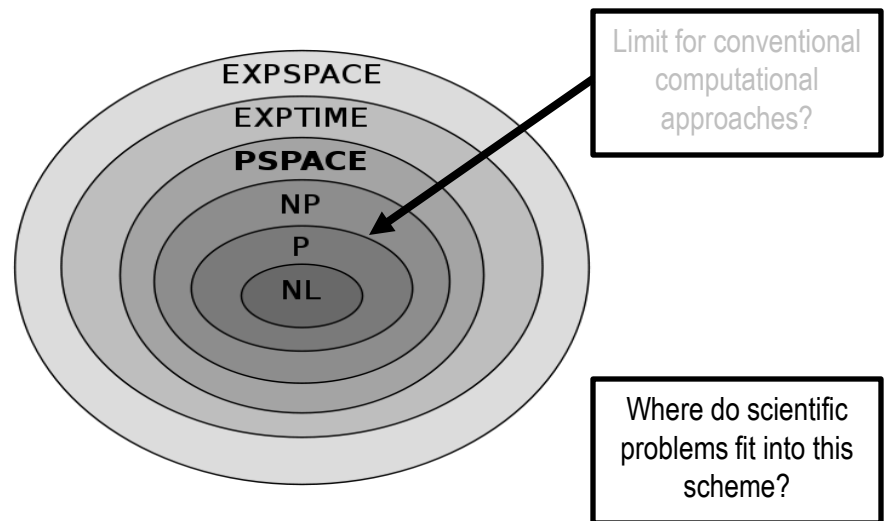 Limit for conventional
computational
approaches?
EXPSPACE
EXPTIME
PSPACE
NP
P
NL
Where do scientific
problems fit into this
scheme?